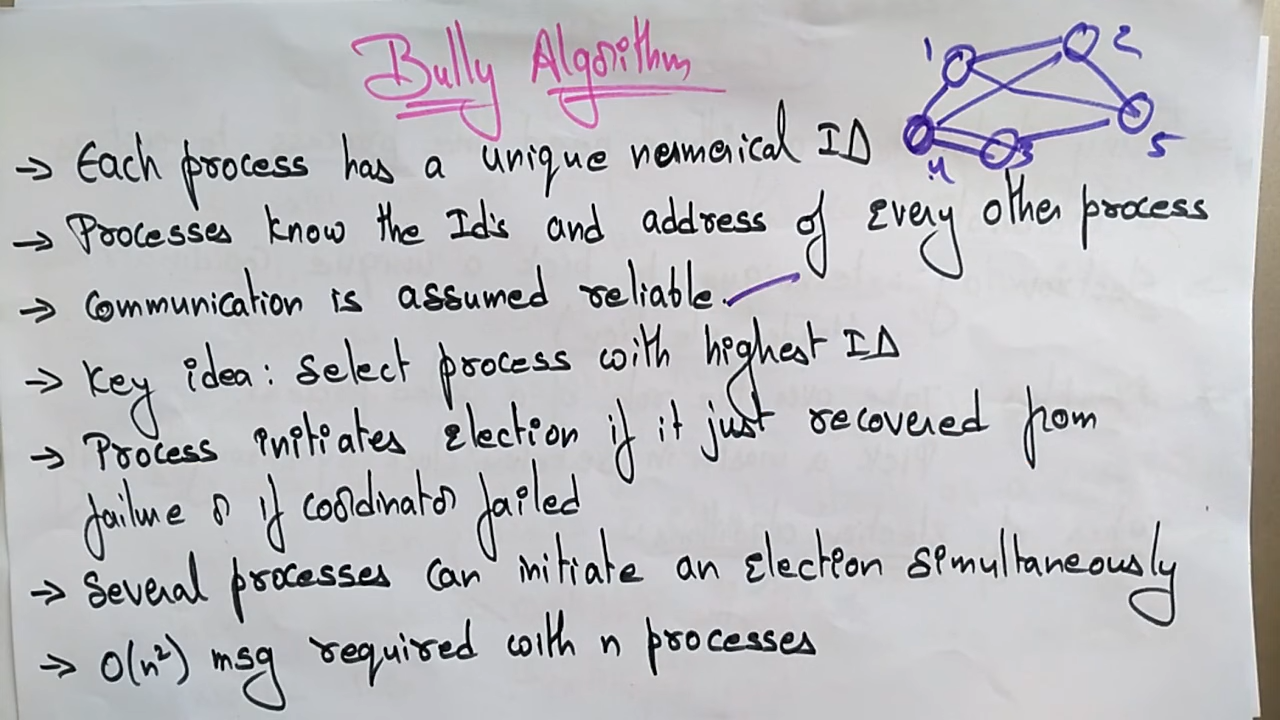 Bully Algorithm
1 2
4 3 5
→ Each process has a unique numerical ID
→ Processes know the Id's and address of every other process
→ Communication is assumed reliable.
→ Key idea: Select process with highest ID
→ Process initiates election if it just recovered from
failure or if coordinator failed
→ Several processes can initiate an election simultaneously
→ O(n²) msg required with n processes